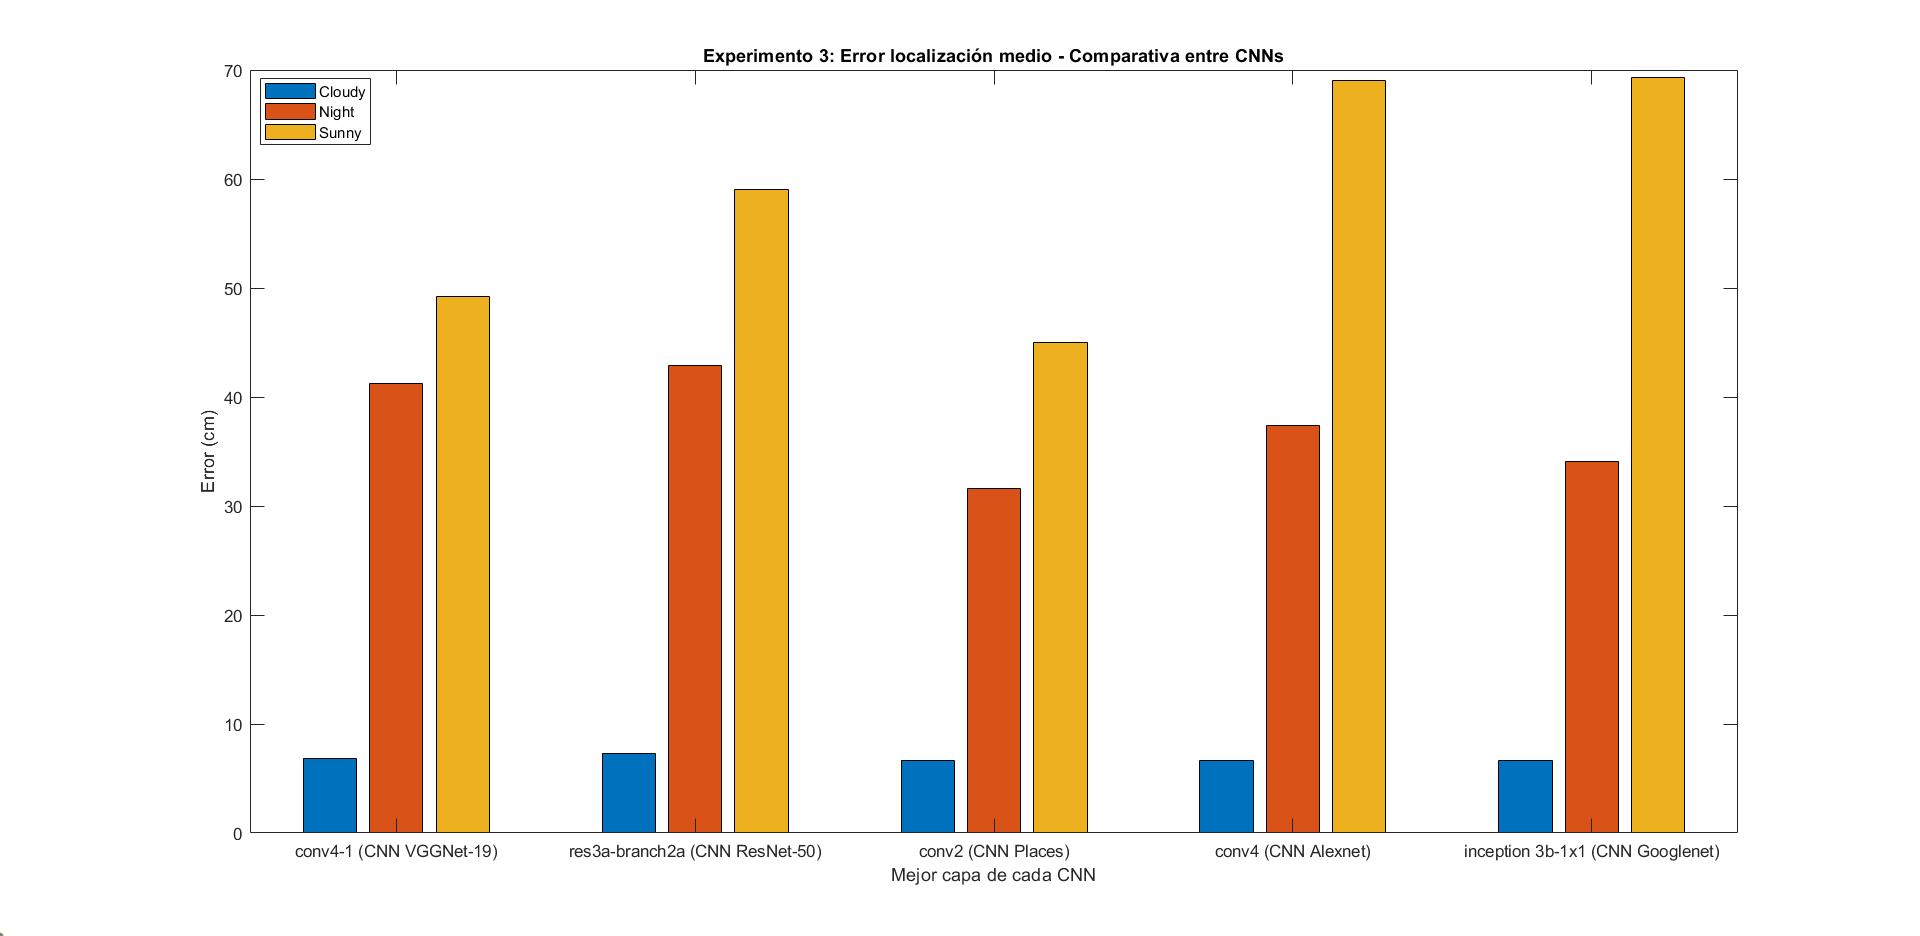 Experimento 3: Error localización medio - Comparativa entre CNNs
Cloudy
Night
Sunny
70
60
50
40
30
20
10
0
Error (cm)
conv4-1 (CNN VGGNet-19)
res3a-branch2a (CNN ResNet-50)
conv2 (CNN Places)
conv4 (CNN Alexnet)
inception 3b-1x1 (CNN Googlenet)
Mejor capa de cada CNN